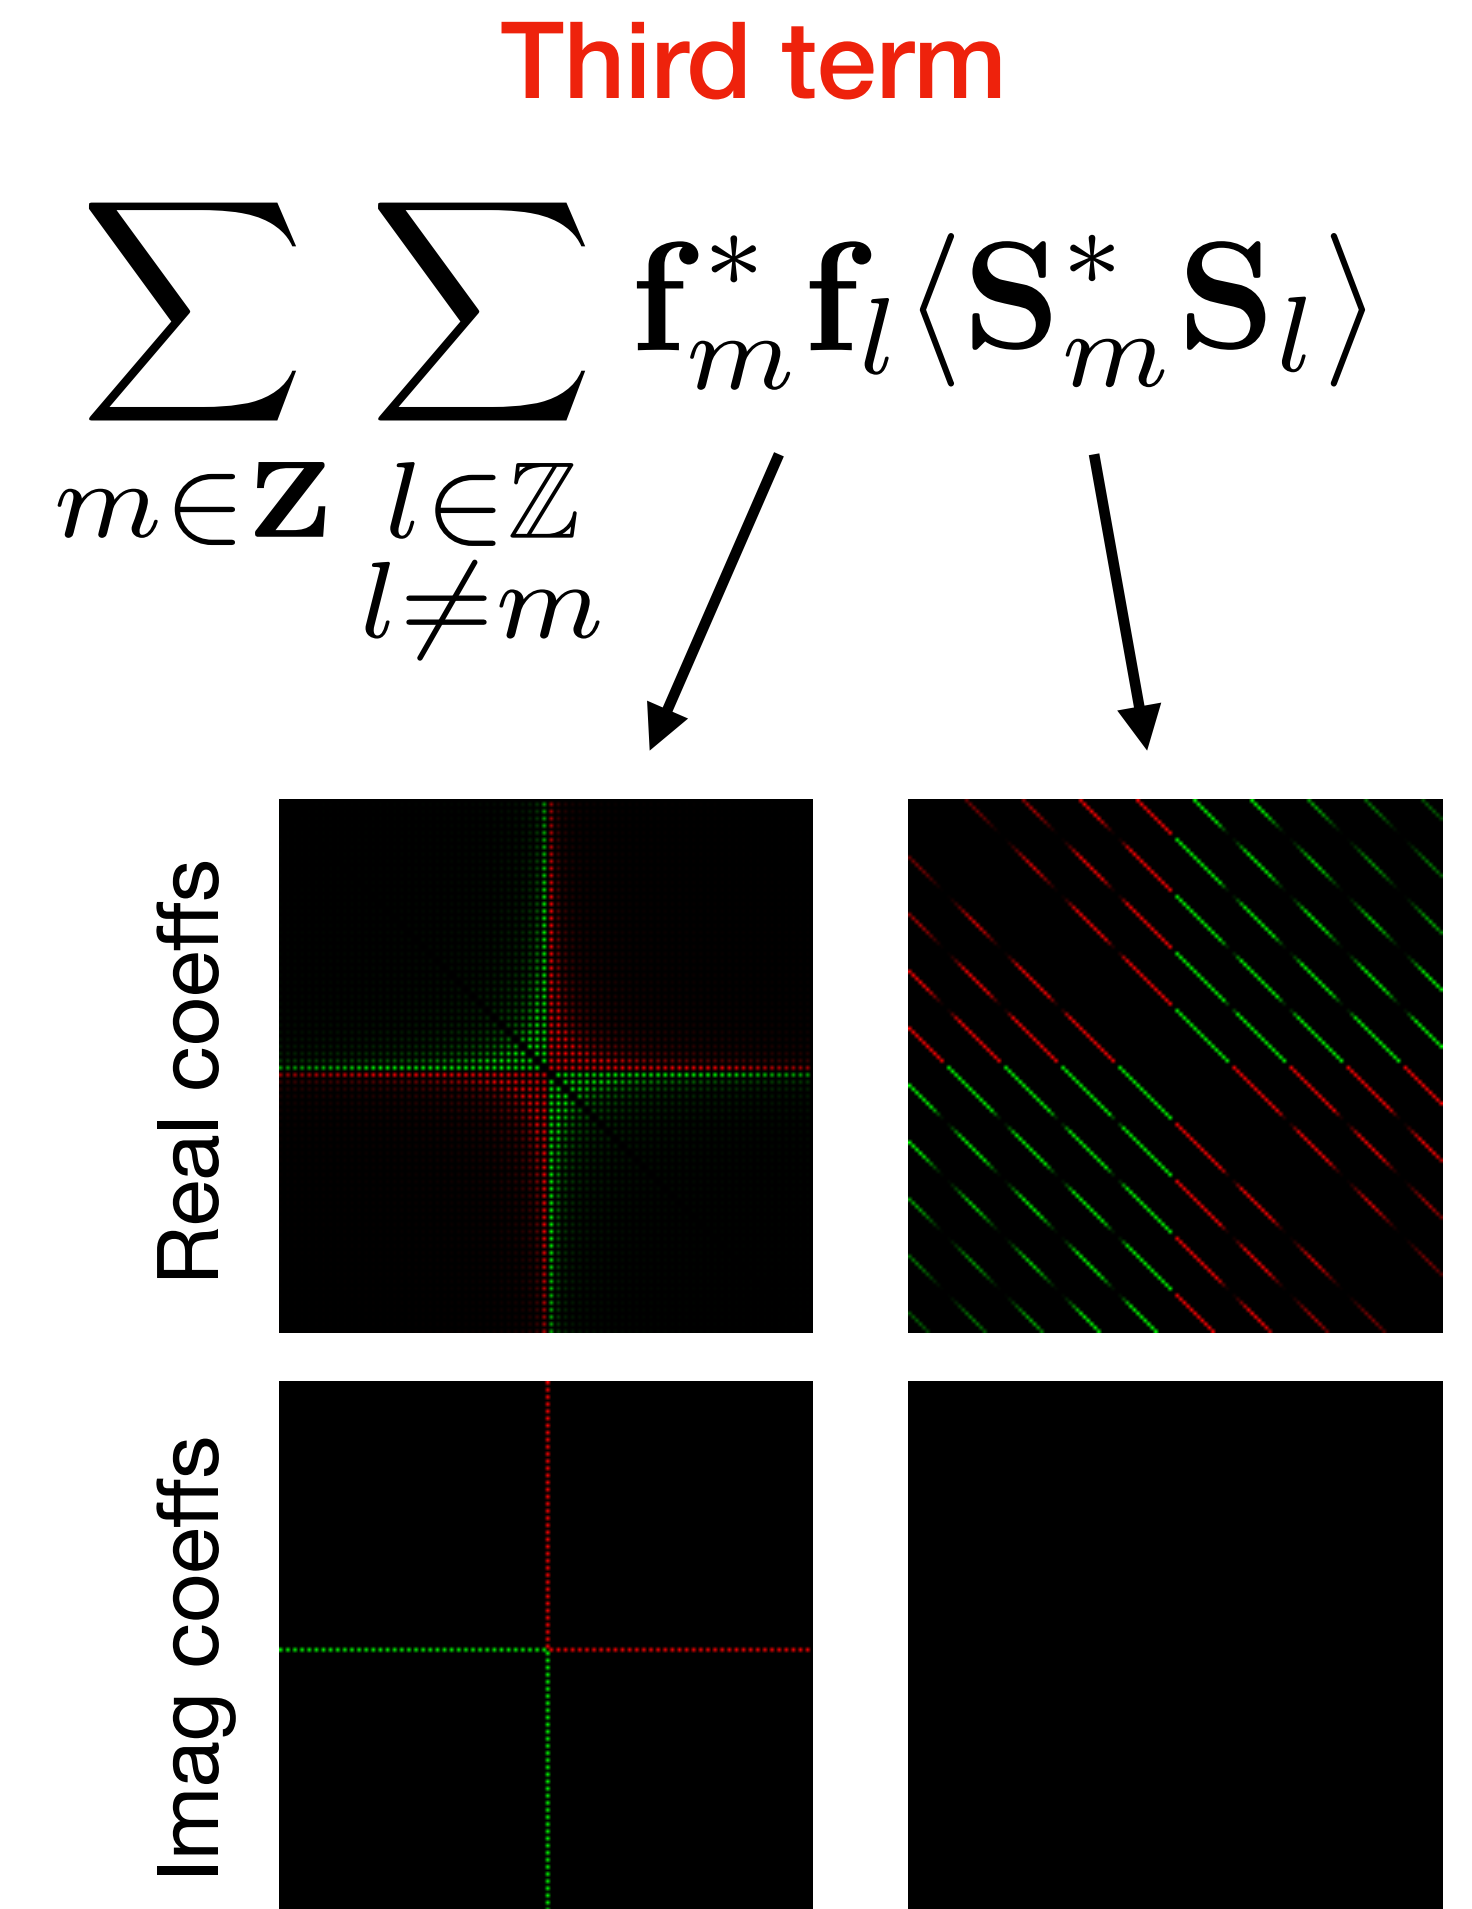 Third term
∑ ∑ f*ₘ fₗ ⟨S*ₘ Sₗ⟩
m∈Z l∈ℤ
l≠m
Real coeffs
Imag coeffs